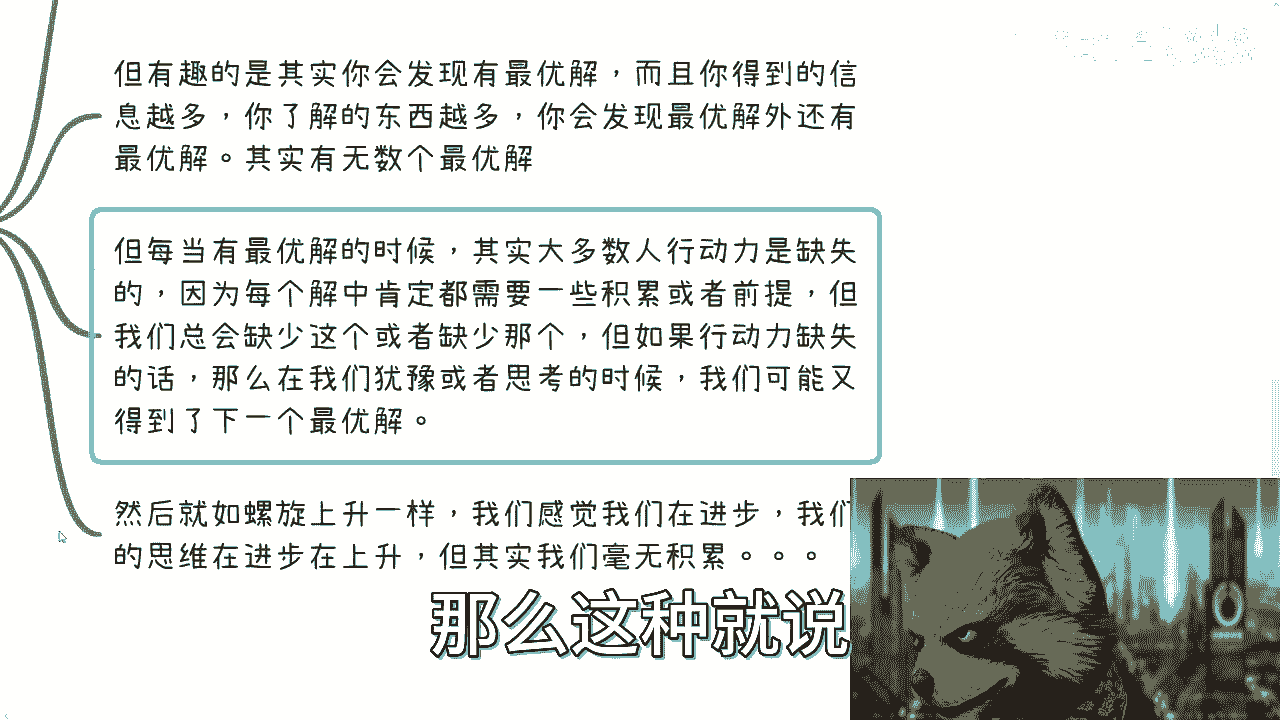 但有趣的是其实你会发现有最优解，而且你得到的信
息越多，你了解的东西越多，你会发现最优解外还有
最优解。其实有无数个最优解
但每当有最优解的时候，其实大多数人行动力是缺失
的，因为每个解中肯定都需要一些积累或者前提，但
我们总会缺少这个或者缺少那个，但如果行动力缺失
的话，那么在我们犹豫或者思考的时候，我们可能又
得到了下一个最优解。
然后就如螺旋上升一样，我们感觉我们在进步，我们
的思维在进步在上升，但其实我们毫无积累。。。
那么这种就说